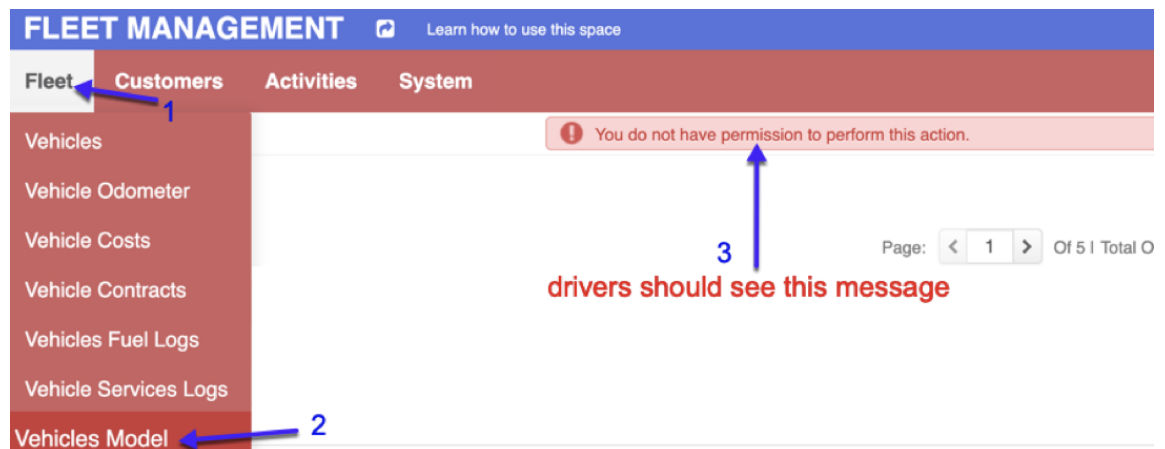 FLEET MANAGEMENT Learn how to use this space
Fleet Customers Activities System
1
Vehicles
You do not have permission to perform this action.
Vehicle Odometer
Vehicle Costs
3
Page: < 1 > Of 5 | Total O
Vehicle Contracts
drivers should see this message
Vehicles Fuel Logs
Vehicle Services Logs
Vehicles Model
2